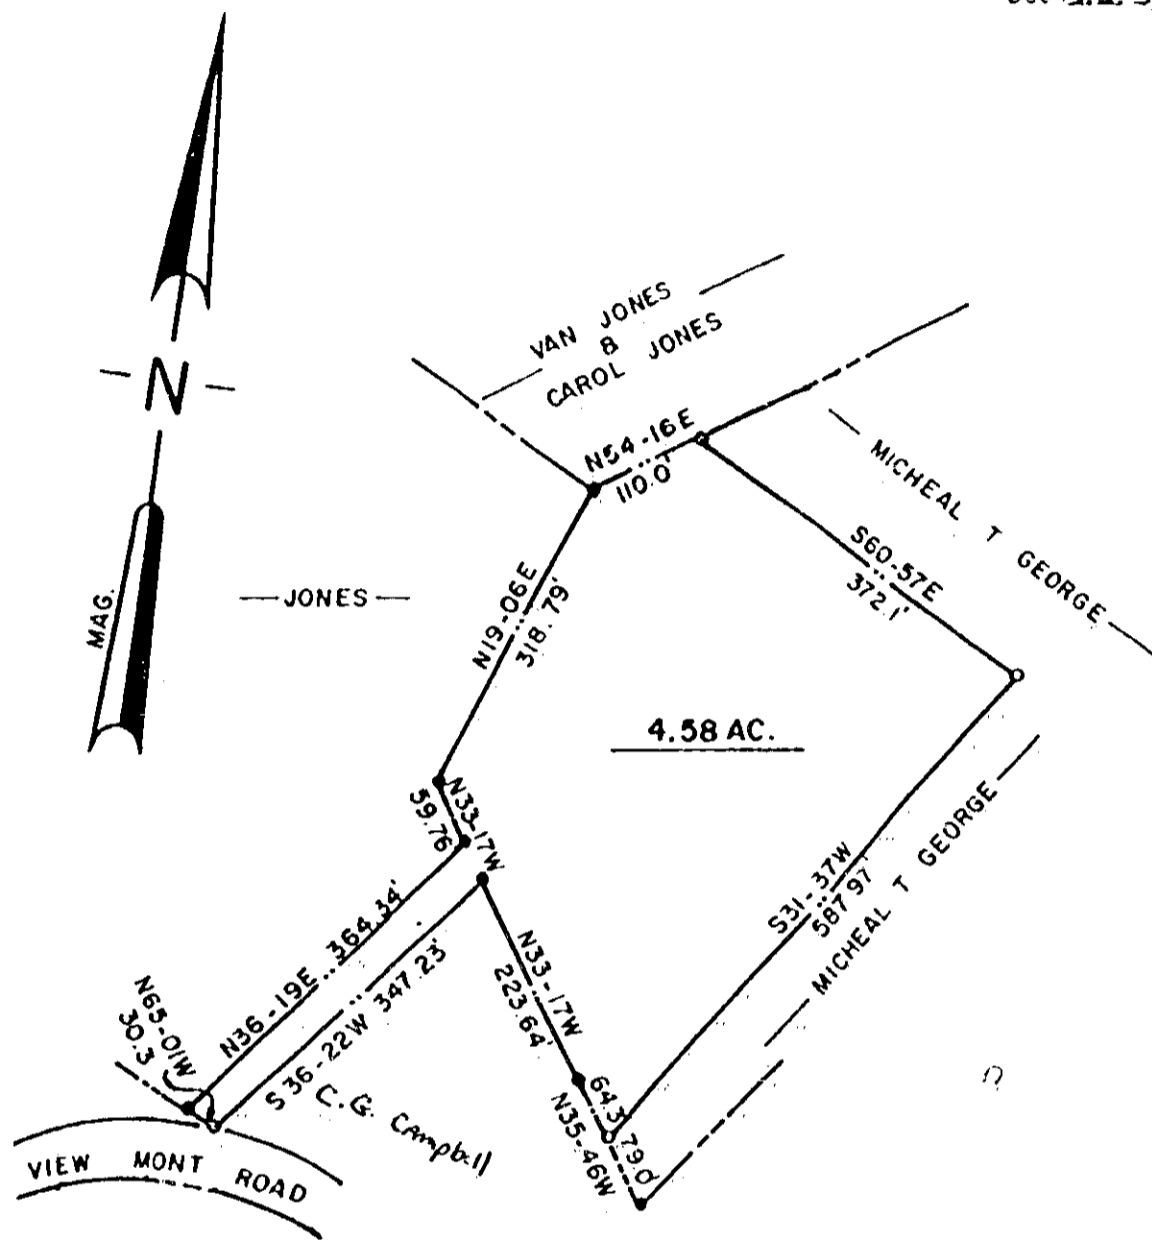 N
MAG.
VAN JONES
&
CAROL JONES
N54-16E
110.0'
MICHEAL T GEORGE
S60-57E
372.1'
N19-06E
318.79'
JONES
4.58 AC.
N33-17W
59.76
MICHEAL T GEORGE
S31-37W
587.97'
N36-19E 364.34'
S 36-22W 347.23'
N33-17W
223.64'
N65-01W
30.3
C.G. Campbell
64.3
79.0'
N35-46W
VIEW MONT ROAD